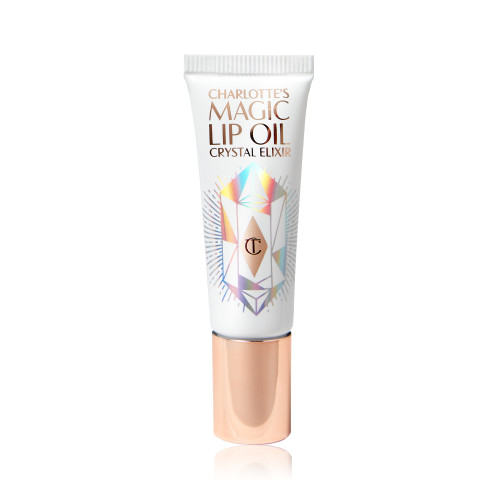 CHARLOTTE'S
MAGIC
LIP OIL
CRYSTAL ELIXIR
CT